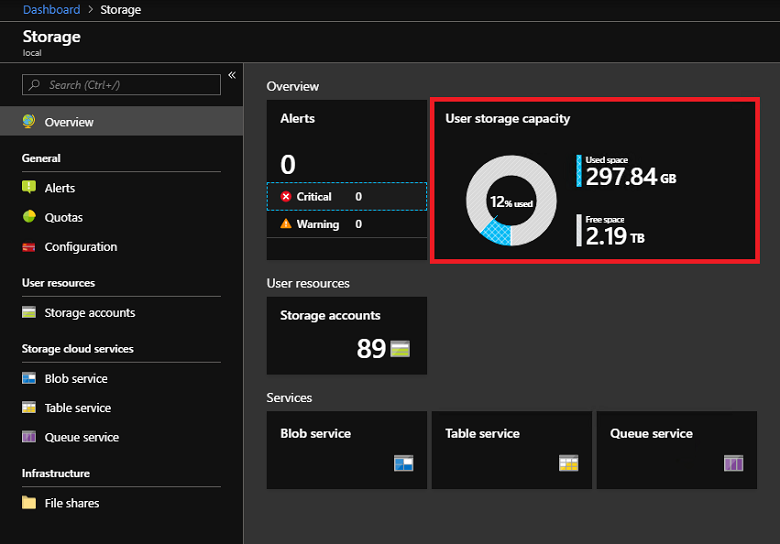 Dashboard > Storage
Storage
local
Search (Ctrl+/)
«
Overview
General
Alerts
Quotas
Configuration
User resources
Storage accounts
Storage cloud services
Blob service
Table service
Queue service
Infrastructure
File shares
Overview
Alerts
0
Critical 0
Warning 0
User storage capacity
12% used
Used space
297.84 GB
Free space
2.19 TB
User resources
Storage accounts
89
Services
Blob service
Table service
Queue service